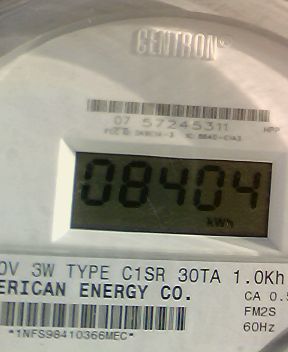 CENTRON®
07 57245311
HPP
08404
kWh
0V 3W TYPE C1SR 30TA 1.0Kh
ERICAN ENERGY CO.
CA 0.5
FM2S
60Hz
*1NFS98410366MEC*